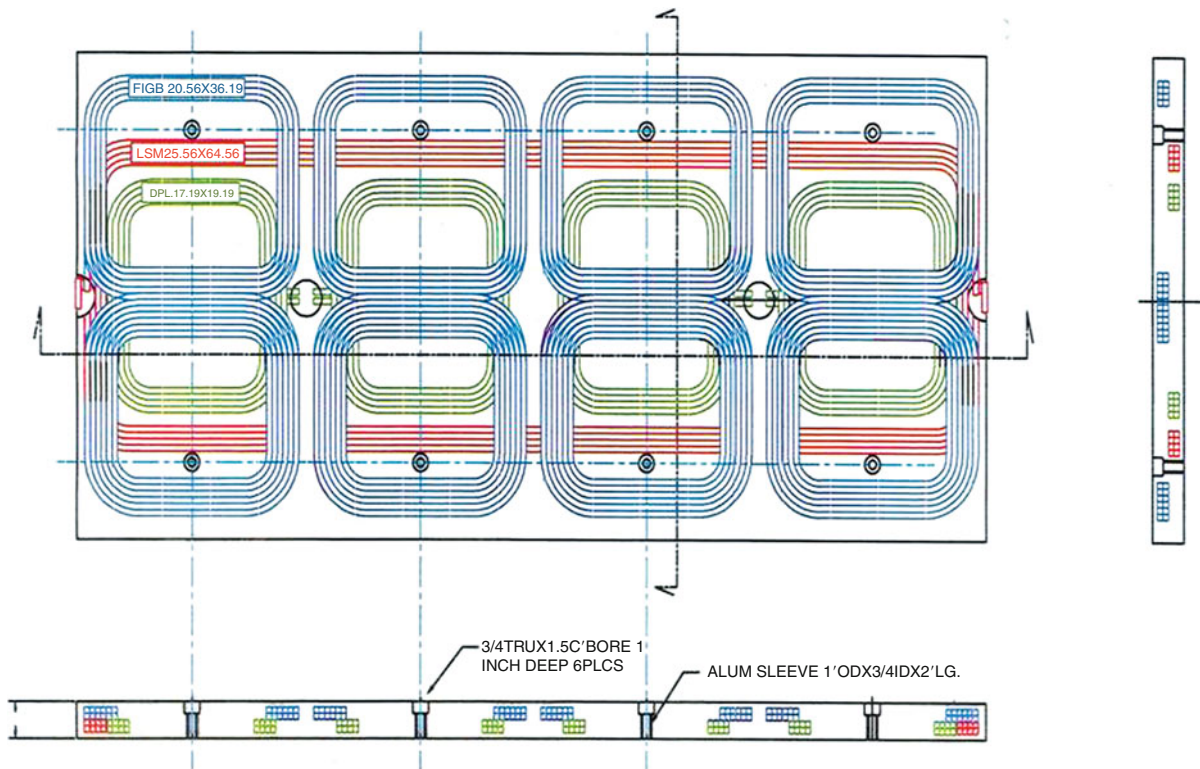 FIGB 20.56X36.19
LSM25.56X64.56
DPL.17.19X19.19
3/4TRUX1.5C'BORE 1
INCH DEEP 6PLCS
ALUM SLEEVE 1'ODX3/4IDX2'LG.